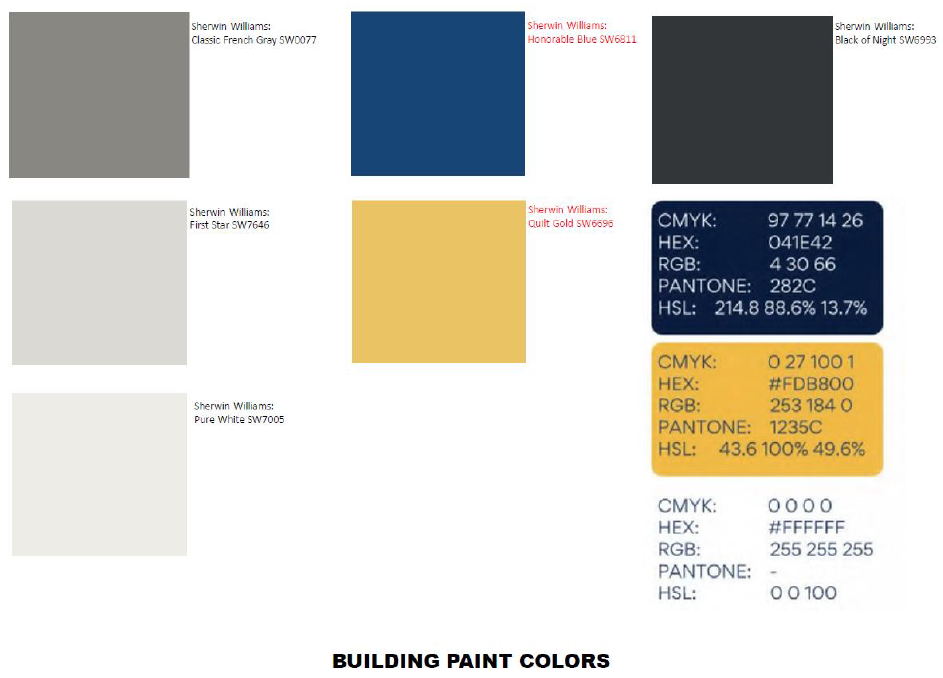 Sherwin Williams:
Classic French Gray SW0077
Sherwin Williams:
Honorable Blue SW6811
Sherwin Williams:
Black of Night SW6993
Sherwin Williams:
First Star SW7646
Sherwin Williams:
Quilt Gold SW6696
CMYK: 97 77 14 26
HEX: 041E42
RGB: 4 30 66
PANTONE: 282C
HSL: 214.8 88.6% 13.7%
CMYK: 0 27 100 1
HEX: #FDB800
RGB: 253 184 0
PANTONE: 1235C
HSL: 43.6 100% 49.6%
Sherwin Williams:
Pure White SW7005
CMYK: 0 0 0 0
HEX: #FFFFFF
RGB: 255 255 255
PANTONE: -
HSL: 0 0 100
BUILDING PAINT COLORS